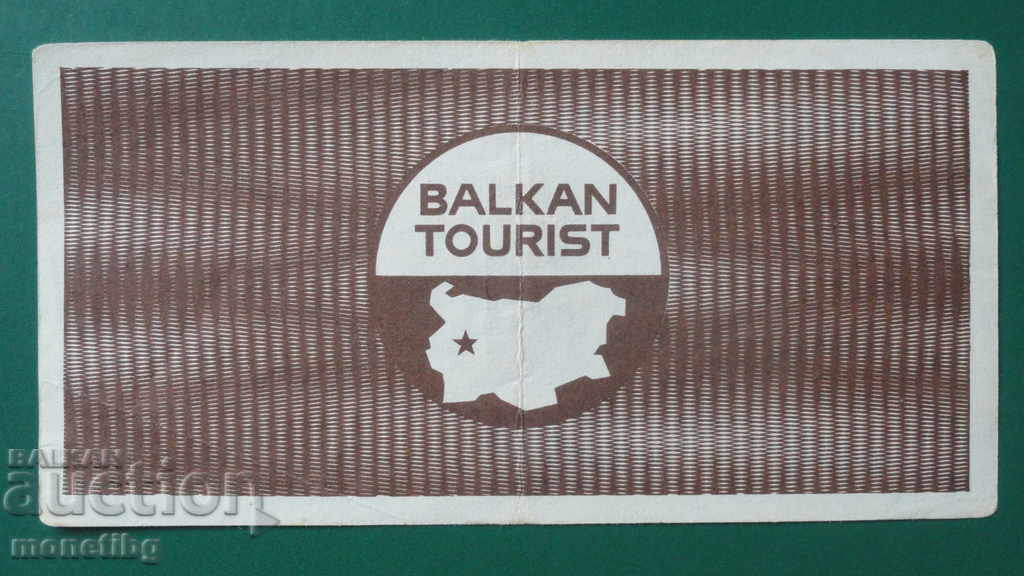 BALKAN
TOURIST
BALKAN
auction
monetibg